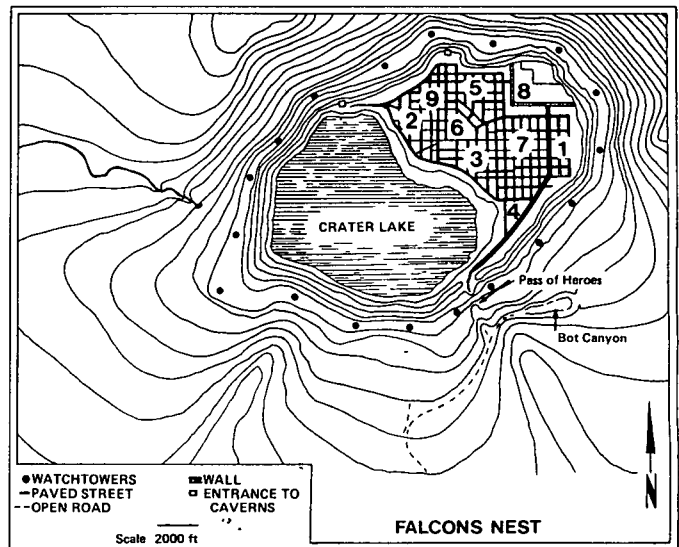 5
8
9
2
6
1
7
3
4
CRATER LAKE
Pass of Heroes
Bot Canyon
WATCHTOWERS
PAVED STREET
OPEN ROAD
WALL
ENTRANCE TO
CAVERNS
Scale 2000 ft
N
FALCONS NEST